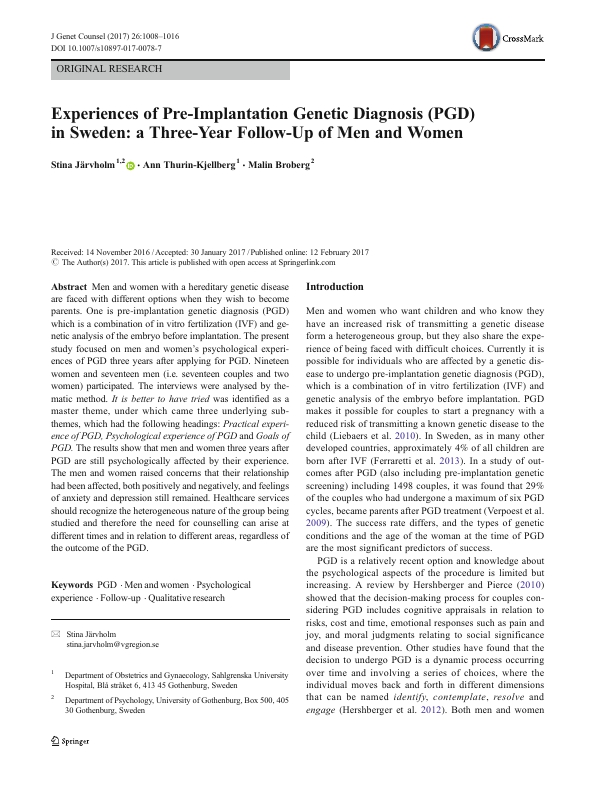 J Genet Counsel (2017) 26:1008–1016
DOI 10.1007/s10897-017-0078-7
CrossMark
ORIGINAL RESEARCH
Experiences of Pre-Implantation Genetic Diagnosis (PGD)
in Sweden: a Three-Year Follow-Up of Men and Women
Stina Järvholm 1,2 iD · Ann Thurin-Kjellberg 1 · Malin Broberg 2
Received: 14 November 2016 / Accepted: 30 January 2017 / Published online: 12 February 2017
© The Author(s) 2017. This article is published with open access at Springerlink.com
Abstract Men and women with a hereditary genetic disease
are faced with different options when they wish to become
parents. One is pre-implantation genetic diagnosis (PGD)
which is a combination of in vitro fertilization (IVF) and ge-
netic analysis of the embryo before implantation. The present
study focused on men and women's psychological experi-
ences of PGD three years after applying for PGD. Nineteen
women and seventeen men (i.e. seventeen couples and two
women) participated. The interviews were analysed by the-
matic method. It is better to have tried was identified as a
master theme, under which came three underlying sub-
themes, which had the following headings: Practical experi-
ence of PGD, Psychological experience of PGD and Goals of
PGD. The results show that men and women three years after
PGD are still psychologically affected by their experience.
The men and women raised concerns that their relationship
had been affected, both positively and negatively, and feelings
of anxiety and depression still remained. Healthcare services
should recognize the heterogeneous nature of the group being
studied and therefore the need for counselling can arise at
different times and in relation to different areas, regardless of
the outcome of the PGD.
Keywords PGD · Men and women · Psychological
experience · Follow-up · Qualitative research
Stina Järvholm
stina.jarvholm@vgregion.se
1 Department of Obstetrics and Gynaecology, Sahlgrenska University
Hospital, Blå stråket 6, 413 45 Gothenburg, Sweden
2 Department of Psychology, University of Gothenburg, Box 500, 405
30 Gothenburg, Sweden
Introduction
Men and women who want children and who know they
have an increased risk of transmitting a genetic disease
form a heterogeneous group, but they also share the expe-
rience of being faced with difficult choices. Currently it is
possible for individuals who are affected by a genetic dis-
ease to undergo pre-implantation genetic diagnosis (PGD),
which is a combination of in vitro fertilization (IVF) and
genetic analysis of the embryo before implantation. PGD
makes it possible for couples to start a pregnancy with a
reduced risk of transmitting a known genetic disease to the
child (Liebaers et al. 2010). In Sweden, as in many other
developed countries, approximately 4% of all children are
born after IVF (Ferraretti et al. 2013). In a study of out-
comes after PGD (also including pre-implantation genetic
screening) including 1498 couples, it was found that 29%
of the couples who had undergone a maximum of six PGD
cycles, became parents after PGD treatment (Verpoest et al.
2009). The success rate differs, and the types of genetic
conditions and the age of the woman at the time of PGD
are the most significant predictors of success.
PGD is a relatively recent option and knowledge about
the psychological aspects of the procedure is limited but
increasing. A review by Hershberger and Pierce (2010)
showed that the decision-making process for couples con-
sidering PGD includes cognitive appraisals in relation to
risks, cost and time, emotional responses such as pain and
joy, and moral judgments relating to social significance
and disease prevention. Other studies have found that the
decision to undergo PGD is a dynamic process occurring
over time and involving a series of choices, where the
individual moves back and forth in different dimensions
that can be named identify, contemplate, resolve and
engage (Hershberger et al. 2012). Both men and women
Springer